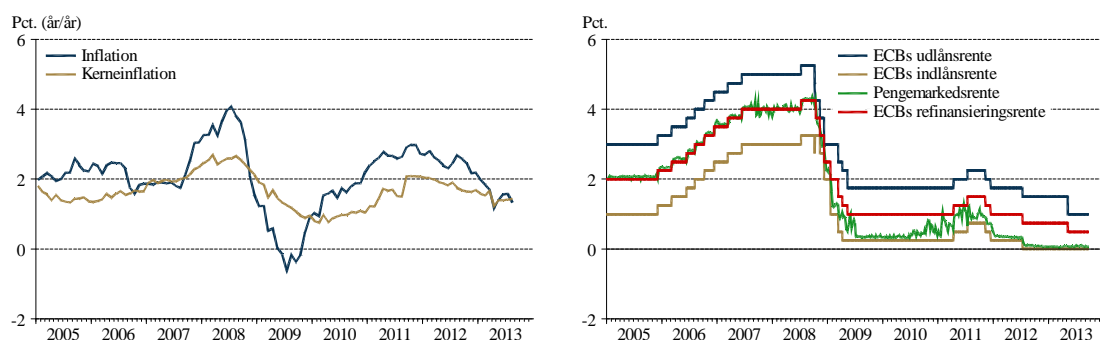 Pct. (år/år)
6
4
2
0
-2
Inflation
Kerneinflation
2005 2006 2007 2008 2009 2010 2011 2012 2013
Pct.
6
4
2
0
-2
ECBs udlånsrente
ECBs indlånsrente
Pengemarkedsrente
ECBs refinansieringsrente
2005 2006 2007 2008 2009 2010 2011 2012 2013